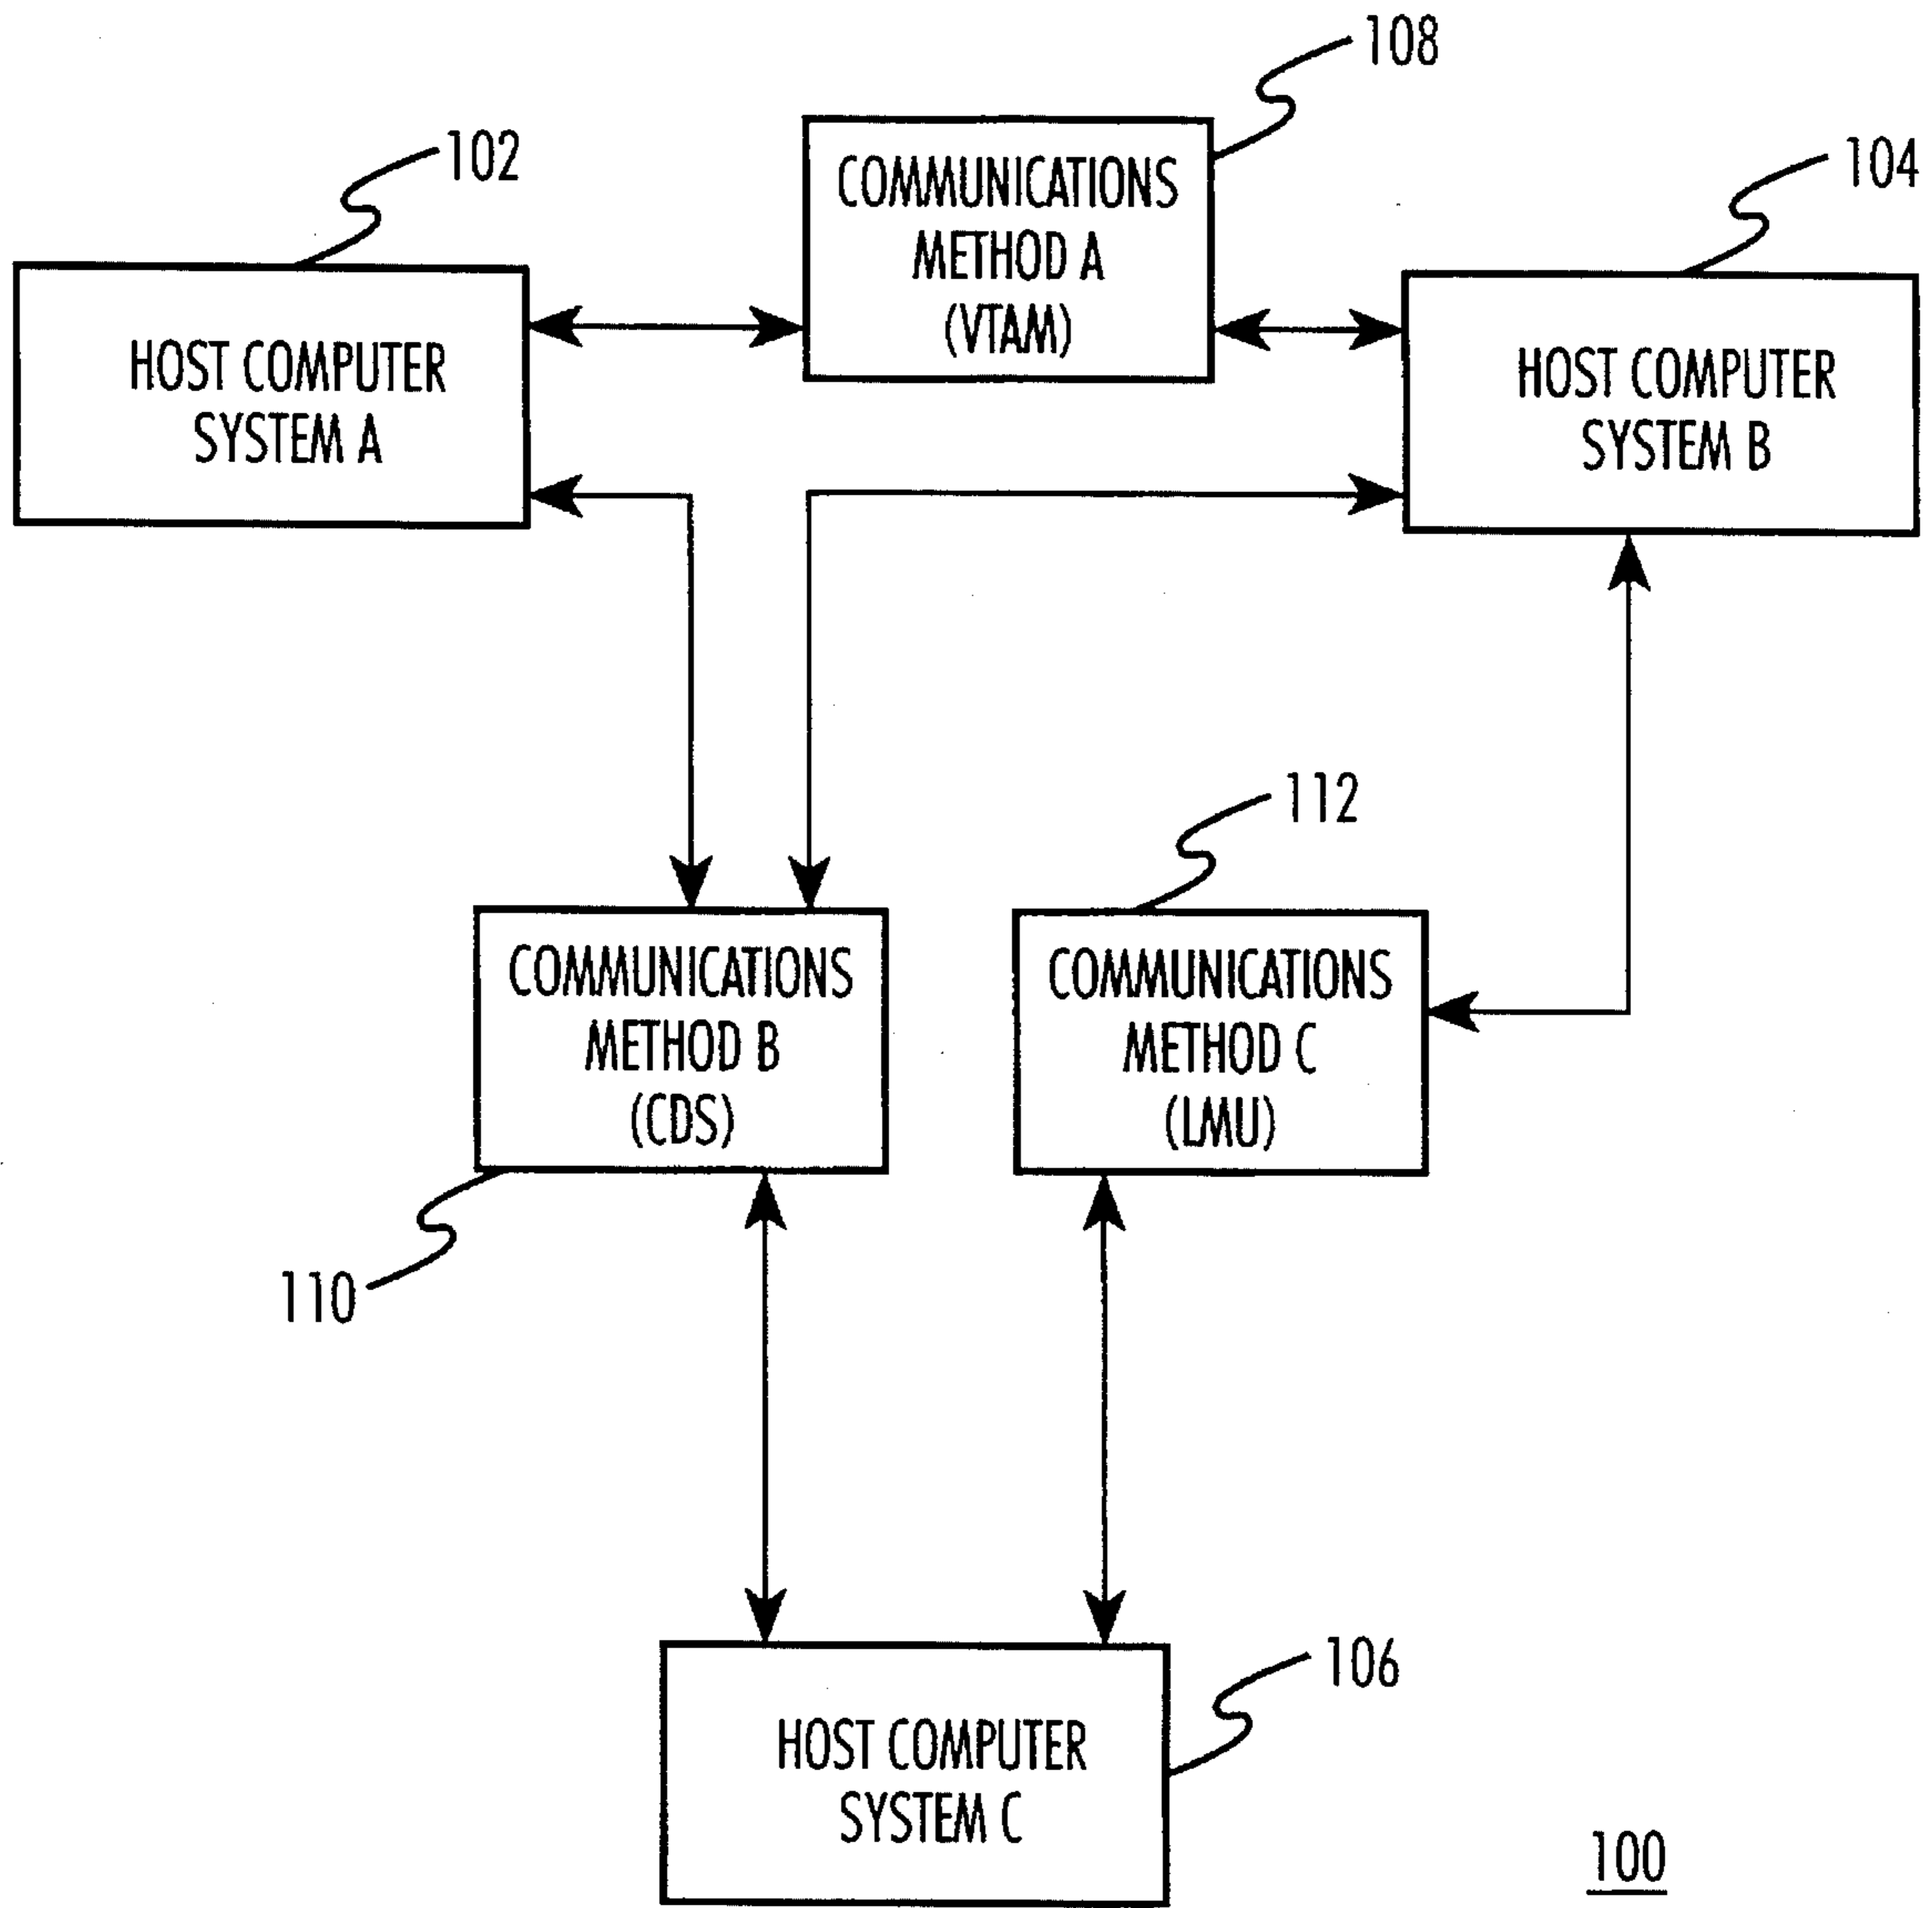 108
102
COMMUNICATIONS
METHOD A
(VTAM)
104
HOST COMPUTER
SYSTEM A
HOST COMPUTER
SYSTEM B
112
COMMUNICATIONS
METHOD B
(CDS)
COMMUNICATIONS
METHOD C
(LMU)
110
106
HOST COMPUTER
SYSTEM C
100